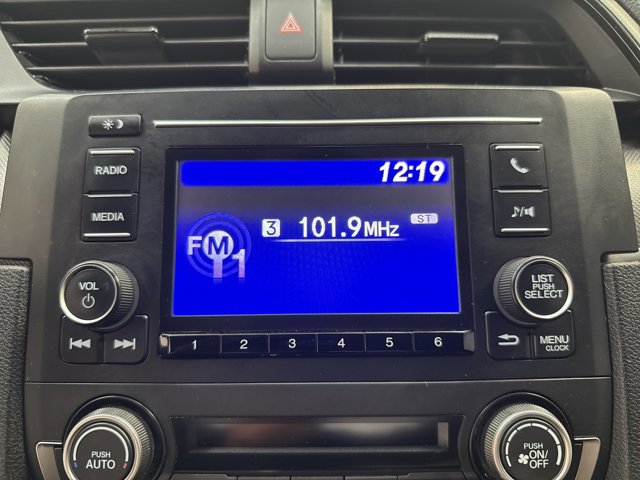 RADIO
MEDIA
VOL
12:19
FM1
3 101.9MHz ST
LIST
PUSH
SELECT
1 2 3 4 5 6
MENU
CLOCK
PUSH
AUTO
PUSH
ON/
OFF